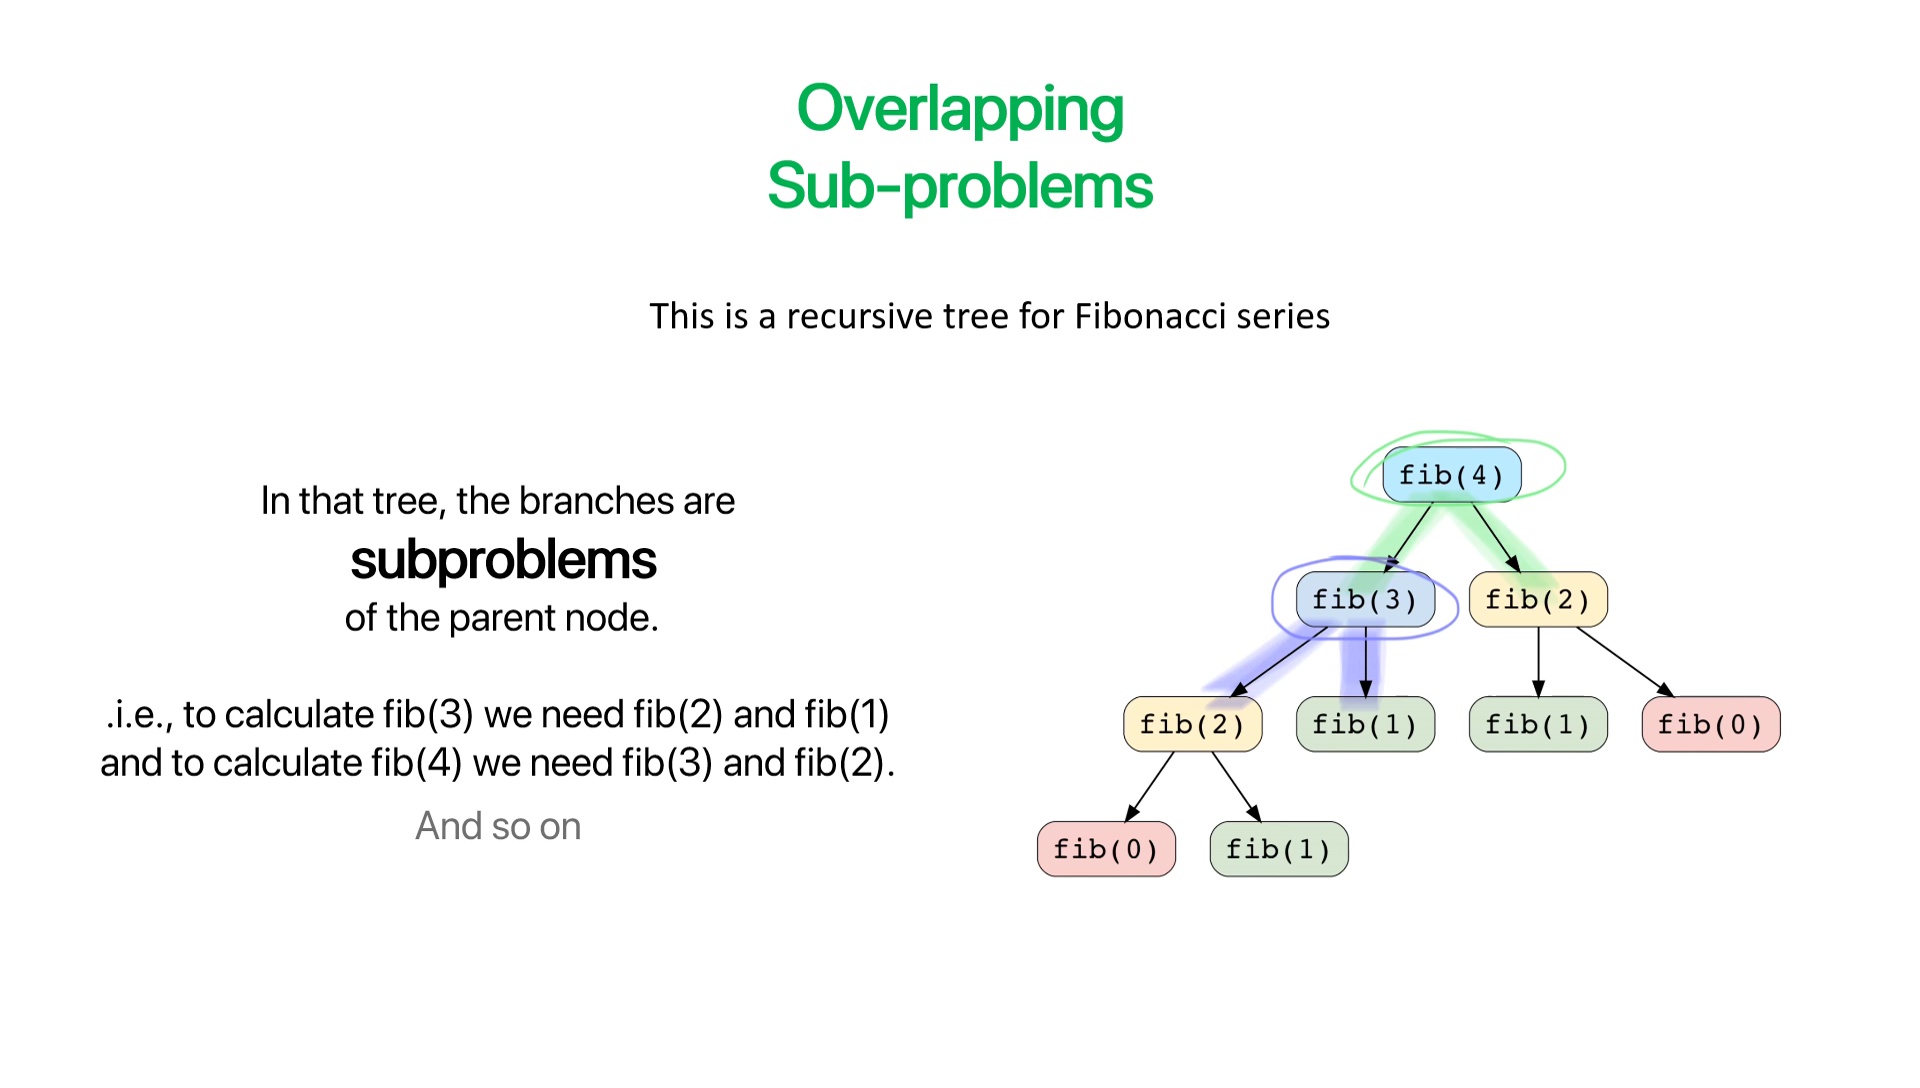 Overlapping
Sub-problems
This is a recursive tree for Fibonacci series
In that tree, the branches are
subproblems
of the parent node.
.i.e., to calculate fib(3) we need fib(2) and fib(1)
and to calculate fib(4) we need fib(3) and fib(2).
And so on
fib(4)
fib(3) fib(2)
fib(2) fib(1) fib(1) fib(0)
fib(0) fib(1)